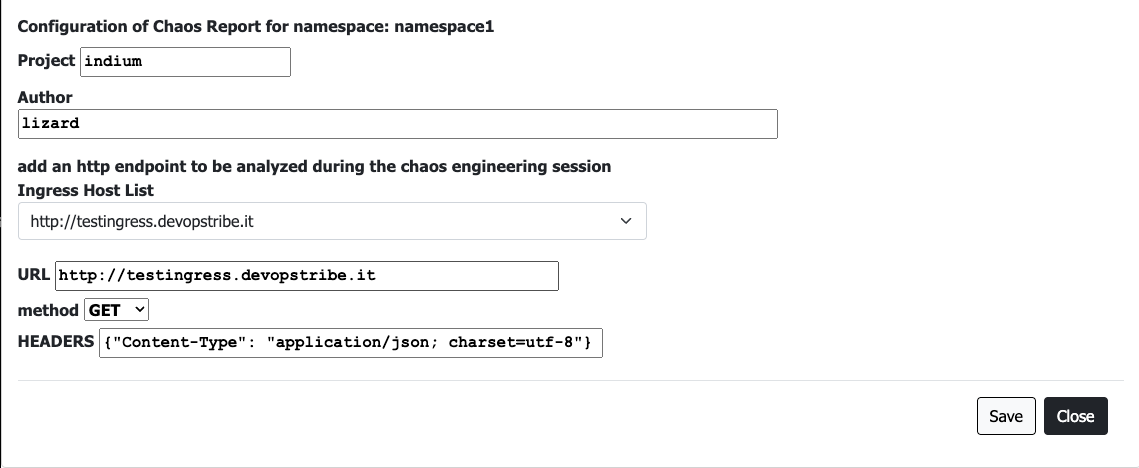 Configuration of Chaos Report for namespace: namespace1
Project indium
Author
lizard
add an http endpoint to be analyzed during the chaos engineering session
Ingress Host List
http://testingress.devopstribe.it
URL http://testingress.devopstribe.it
method GET
HEADERS {"Content-Type": "application/json; charset=utf-8"}
Save Close